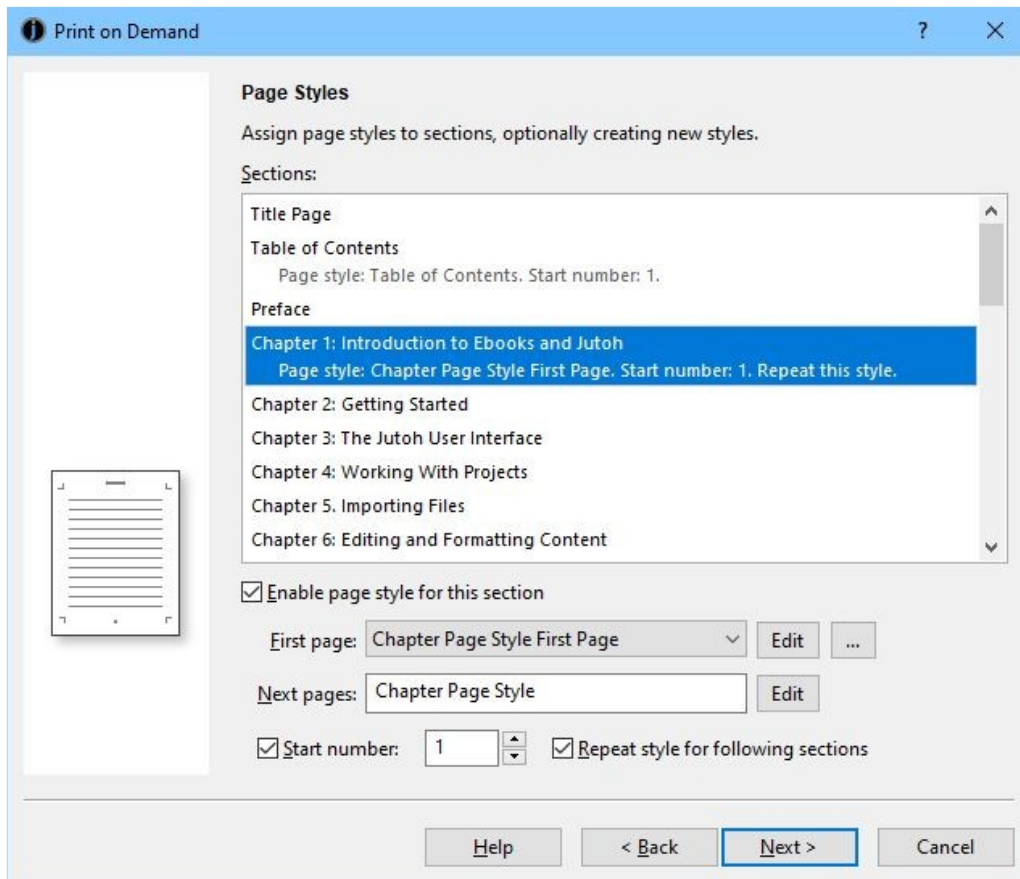 Print on Demand
?
Page Styles
Assign page styles to sections, optionally creating new styles.
Sections:
Title Page
Table of Contents
Page style: Table of Contents. Start number: 1.
Preface
Chapter 1: Introduction to Ebooks and Jutoh
Page style: Chapter Page Style First Page. Start number: 1. Repeat this style.
Chapter 2: Getting Started
Chapter 3: The Jutoh User Interface
Chapter 4: Working With Projects
Chapter 5. Importing Files
Chapter 6: Editing and Formatting Content
Enable page style for this section
First page: Chapter Page Style First Page Edit ...
Next pages: Chapter Page Style Edit
Start number: 1 Repeat style for following sections
Help < Back Next > Cancel